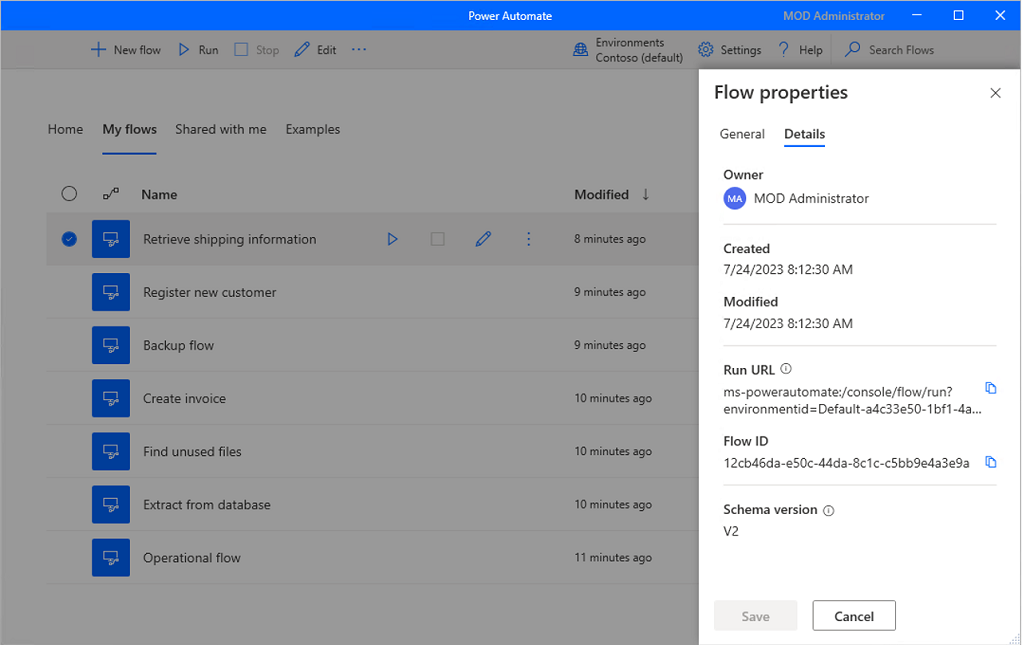 Power Automate
MOD Administrator
New flow
Run
Stop
Edit
Environments
Contoso (default)
Settings
Help
Search Flows
Home
My flows
Shared with me
Examples
Name
Modified
Retrieve shipping information
8 minutes ago
Register new customer
9 minutes ago
Backup flow
9 minutes ago
Create invoice
10 minutes ago
Find unused files
10 minutes ago
Extract from database
10 minutes ago
Operational flow
11 minutes ago
Flow properties
General
Details
Owner
MA
MOD Administrator
Created
7/24/2023 8:12:30 AM
Modified
7/24/2023 8:12:30 AM
Run URL
ms-powerautomate:/console/flow/run?
environmentid=Default-a4c33e50-1bf1-4a...
Flow ID
12cb46da-e50c-44da-8c1c-c5bb9e4a3e9a
Schema version
V2
Save
Cancel